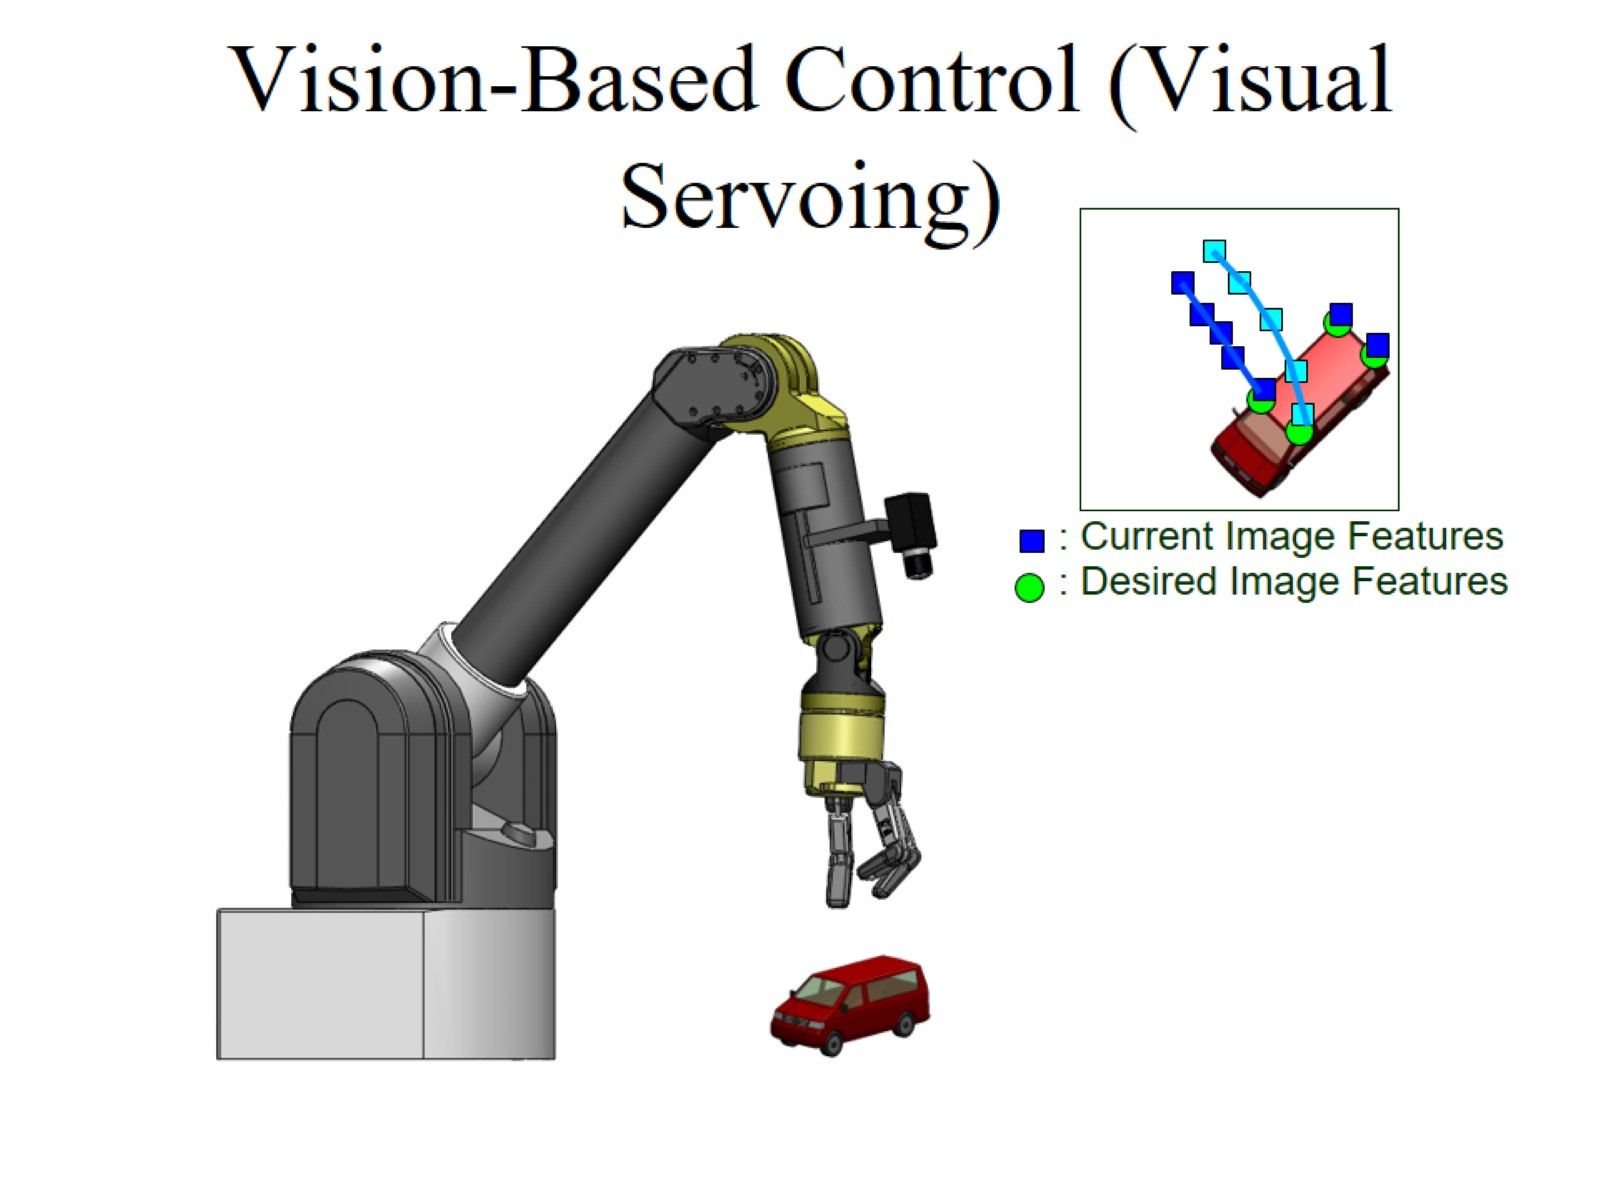 Vision-Based Control (Visual
Servoing)
: Current Image Features
: Desired Image Features